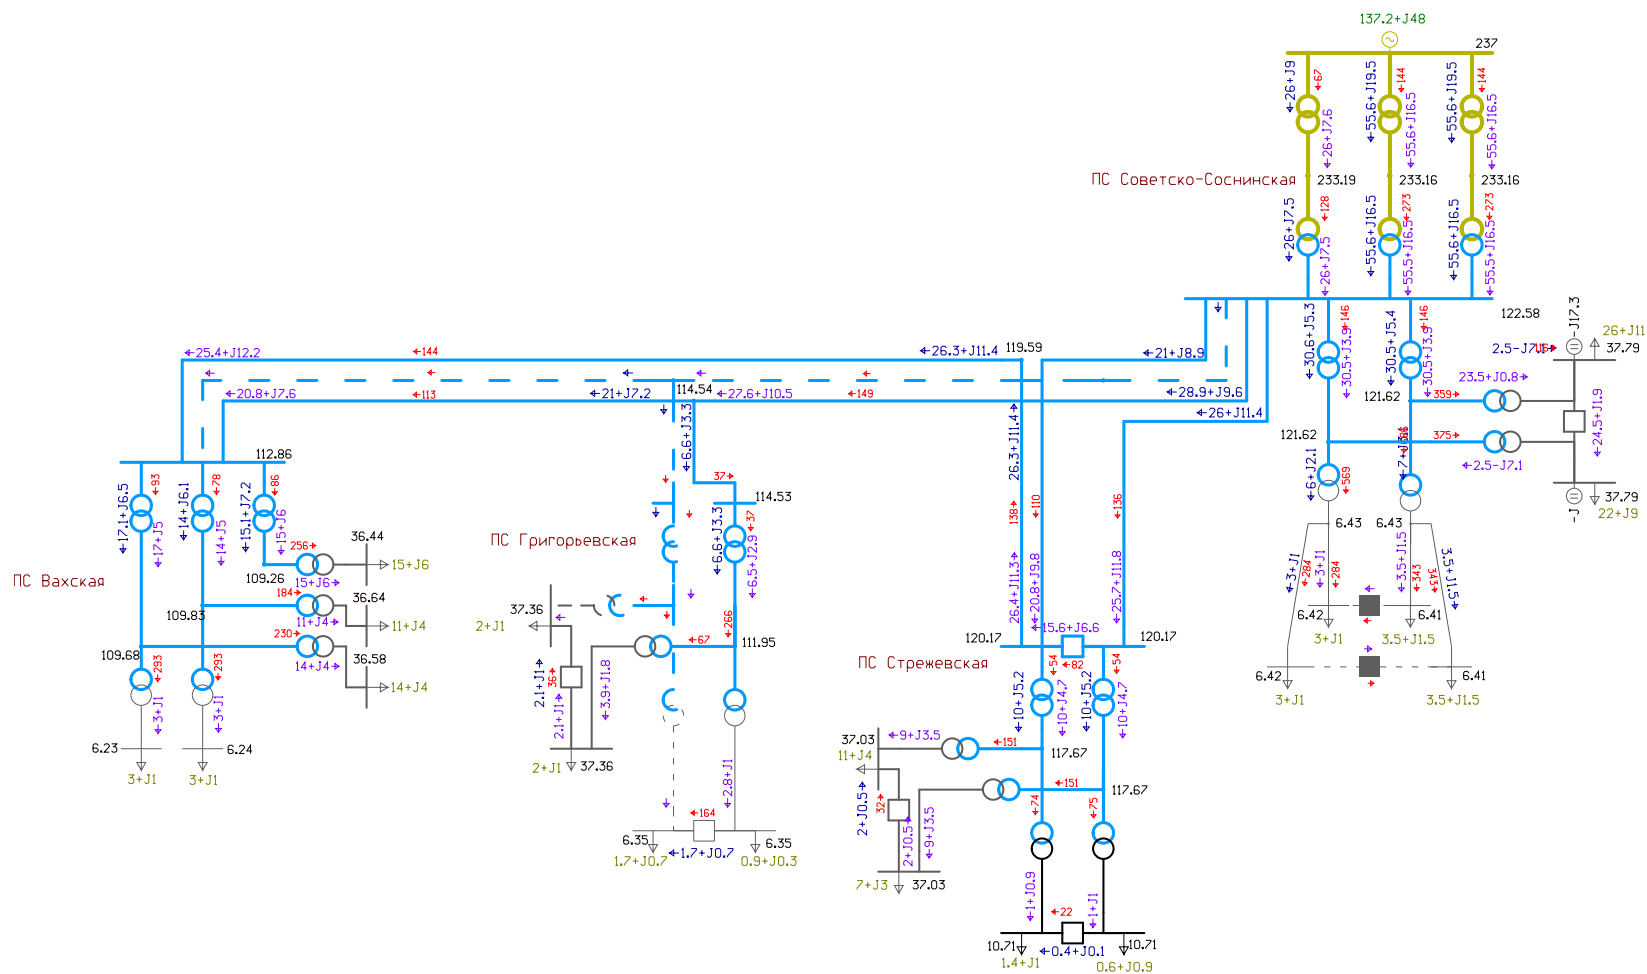 137.2+J48
237
←26+J9
←67
←26+J7.6
←55.6+J19.5
←144
←55.6+J16.5
←55.6+J19.5
←144
←55.6+J16.5
ПС Советско-Соснинская
233.19
233.16
233.16
←26+J7.5
←128
←26+J7.5
←55.6+J16.5
←273
←55.5+J16.5
←55.6+J16.5
←273
←55.5+J16.5
122.58
←30.6+J5.3
←146
←30.5+J3.9
←30.5+J5.4
←146
←30.5+J3.9
-J17.3
26+J11
37.79
2.5-J7.1
23.5+J0.8→
359→
121.62
121.62
375→
←24.5+J1.9
←2.5-J7.1
←6+J2.1
←569
37.79
22+J9
-J
6.43
6.43
←3+J1
←284
←3+J1
←284
←3.5+J1.5
←343
343→
3.5+J1.5→
6.42
6.41
3+J1
3.5+J1.5
6.42
6.41
3+J1
3.5+J1.5
←25.4+J12.2
←144
←26.3+J11.4
119.59
←21+J8.9
114.54
←20.8+J7.6
←113
←21+J7.2
←27.6+J10.5
←149
←28.9+J9.6
←26+J11.4
←6.6+J3.3
26.3+J11.4→
138→
26.4+J11.3→
←110
←20.8+J9.8
←136
←25.7+J11.8
112.86
←17.1+J6.5
←93
←17+J5
←14+J6.1
←78
←14+J5
←15.1+J7.2
←86
←15+J6
ПС Вахская
36.44
256→
15+J6→
15+J6
109.26
36.64
184→
11+J4→
11+J4
109.83
36.58
230→
14+J4→
14+J4
109.68
←293
←3+J1
←293
←3+J1
6.23
6.24
3+J1
3+J1
37→
114.53
ПС Григорьевская
←6.6+J3.3
←37
←6.5+J2.9
37.36
2+J1
←266
←67
111.95
2.1+J1→
36→
2.1+J1→
←3.9+J1.8
2+J1
37.36
←2.8+J1
←164
6.35
6.35
1.7+J0.7
←1.7+J0.7
0.9+J0.3
ПС Стрежевская
120.17
15.6+J6.6
←82
120.17
←10+J5.2
←54
←10+J4.7
←10+J5.2
←54
←10+J4.7
37.03
←9+J3.5
←151
117.67
11+J4
←151
117.67
2+J0.5→
32→
2+J0.5→
←9+J3.5
←74
←75
7+J3
37.03
←1+J0.9
←22
←1+J1
10.71
←0.4+J0.1
10.71
1.4+J1
0.6+J0.9